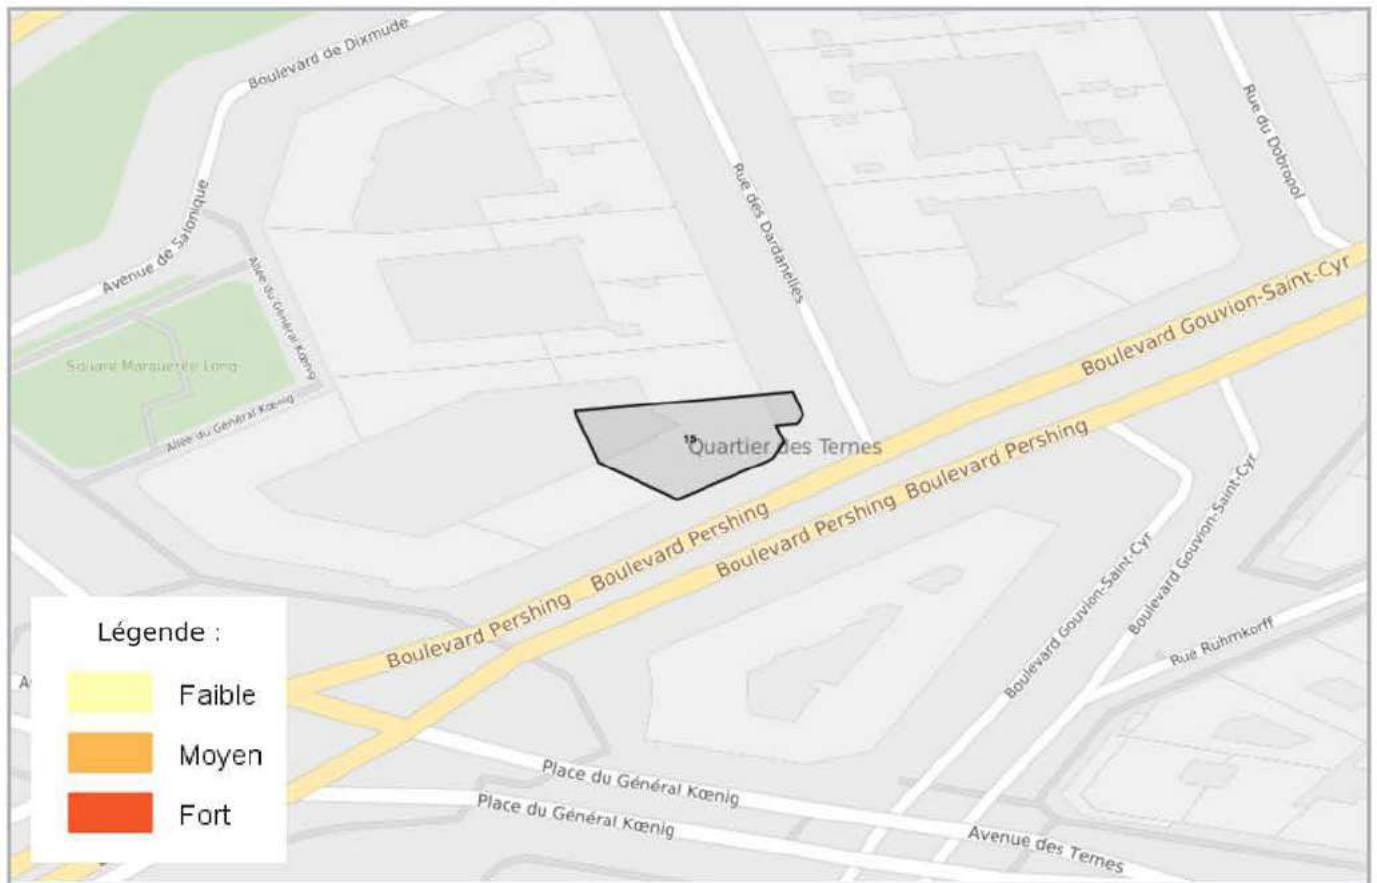 Boulevard de Dixmude
Rue des Dardanelles
Rue du Dobropol
Avenue de Salonique
Allée du Général Kœnig
Boulevard Gouvion-Saint-Cyr
Square Marguerite Long
Allée du Général Kœnig
15
Quartier des Ternes
Boulevard Pershing
Boulevard Pershing
Boulevard Pershing
Boulevard Pershing
Boulevard Pershing
Boulevard Gouvion-Saint-Cyr
Boulevard Gouvion-Saint-Cyr
Rue Ruhmkorff
Légende :
Faible
Moyen
Fort
Place du Général Kœnig
Place du Général Kœnig
Avenue des Ternes